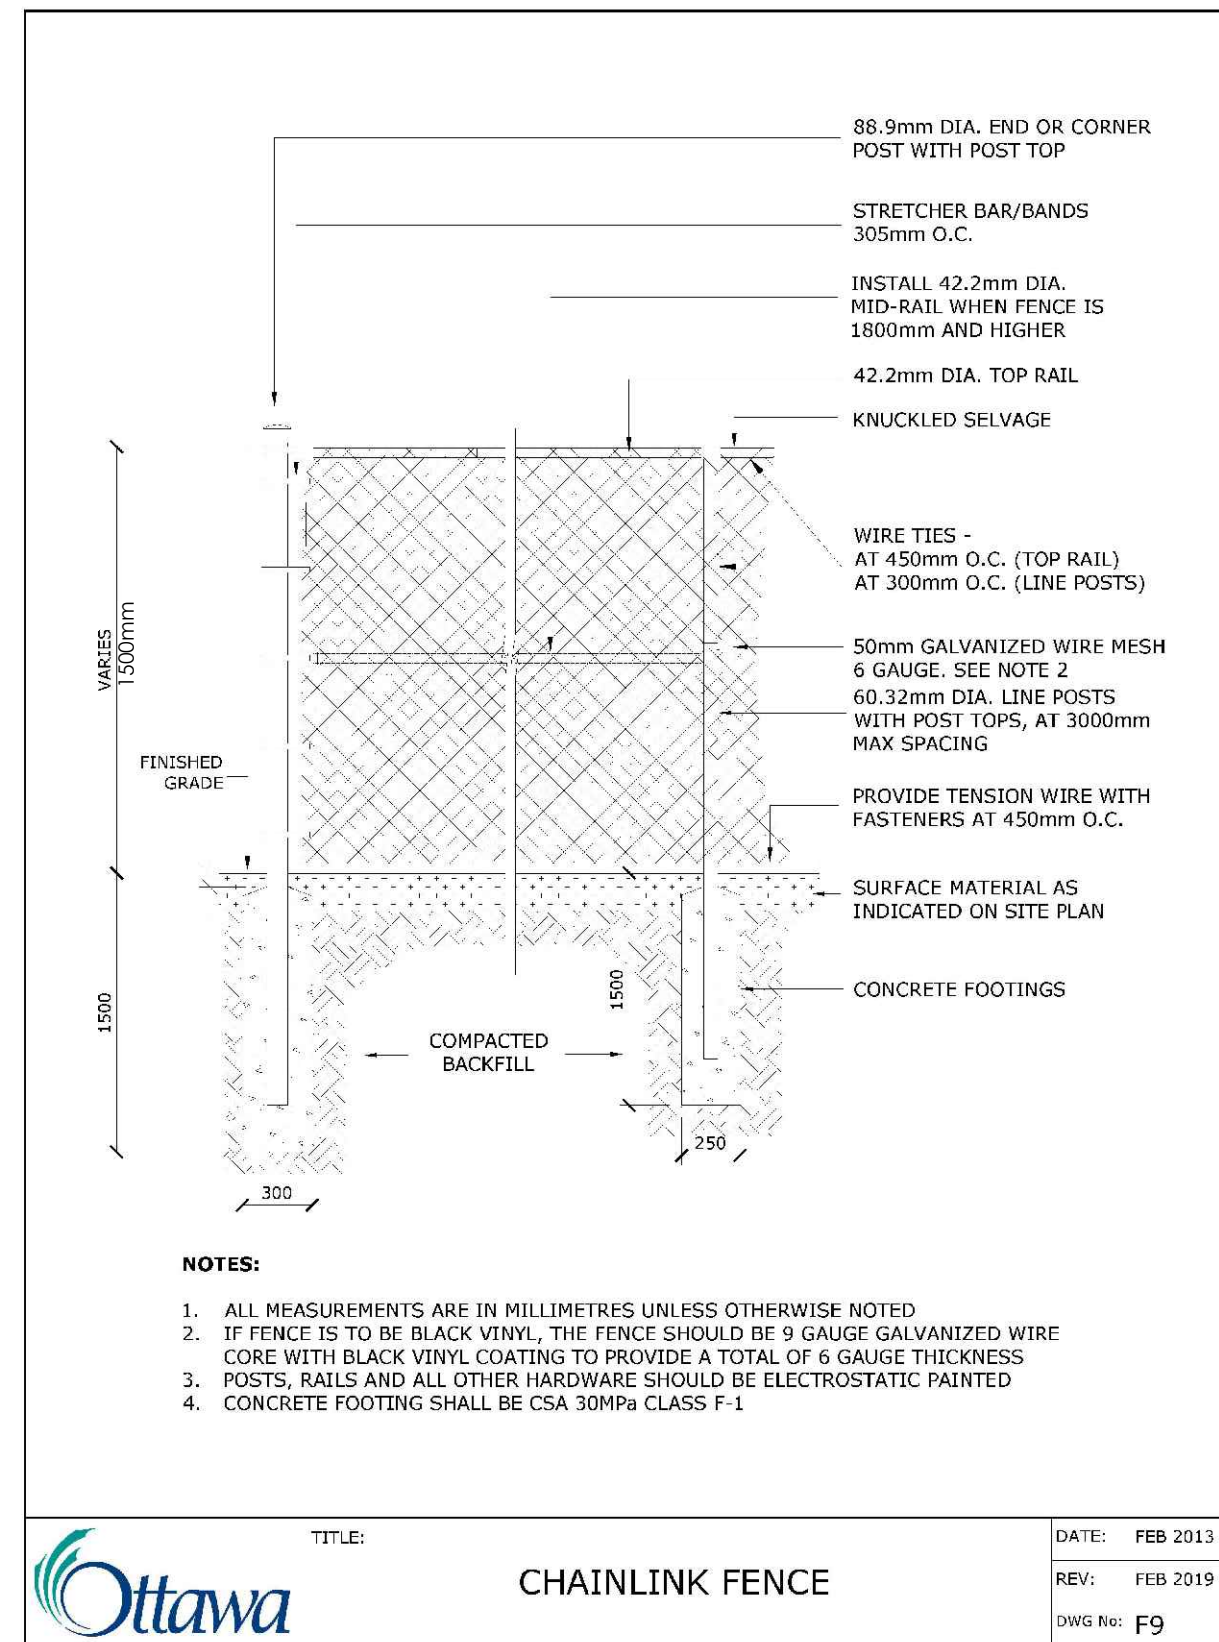 88.9mm DIA. END OR CORNER
POST WITH POST TOP
STRETCHER BAR/BANDS
305mm O.C.
INSTALL 42.2mm DIA.
MID-RAIL WHEN FENCE IS
1800mm AND HIGHER
42.2mm DIA. TOP RAIL
KNUCKLED SELVAGE
WIRE TIES -
AT 450mm O.C. (TOP RAIL)
AT 300mm O.C. (LINE POSTS)
VARIES
1500mm
50mm GALVANIZED WIRE MESH
6 GAUGE. SEE NOTE 2
60.32mm DIA. LINE POSTS
WITH POST TOPS, AT 3000mm
MAX SPACING
FINISHED
GRADE
PROVIDE TENSION WIRE WITH
FASTENERS AT 450mm O.C.
SURFACE MATERIAL AS
INDICATED ON SITE PLAN
1500
1500
CONCRETE FOOTINGS
COMPACTED
BACKFILL
250
300
NOTES:
1. ALL MEASUREMENTS ARE IN MILLIMETRES UNLESS OTHERWISE NOTED
2. IF FENCE IS TO BE BLACK VINYL, THE FENCE SHOULD BE 9 GAUGE GALVANIZED WIRE
CORE WITH BLACK VINYL COATING TO PROVIDE A TOTAL OF 6 GAUGE THICKNESS
3. POSTS, RAILS AND ALL OTHER HARDWARE SHOULD BE ELECTROSTATIC PAINTED
4. CONCRETE FOOTING SHALL BE CSA 30MPa CLASS F-1
Ottawa
TITLE:
CHAINLINK FENCE
DATE: FEB 2013
REV: FEB 2019
DWG No: F9